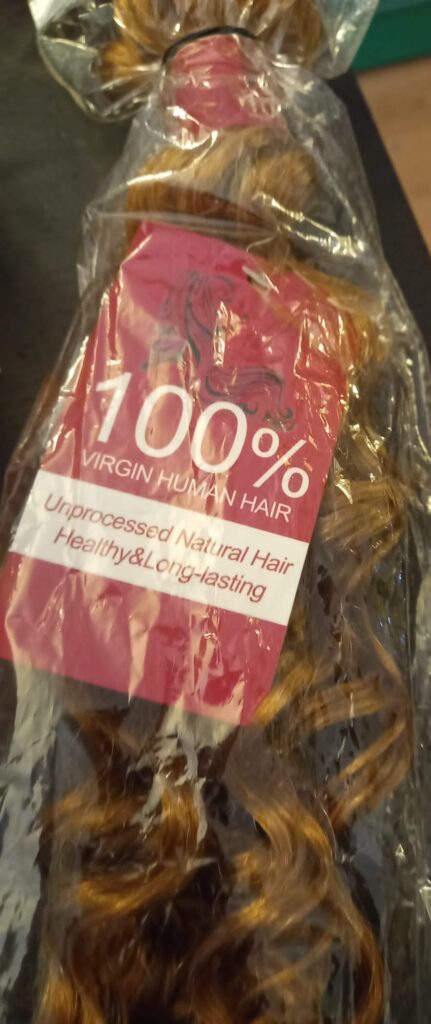 100%
VIRGIN HUMAN HAIR
Unprocessed Natural Hair
Healthy&Long-lasting